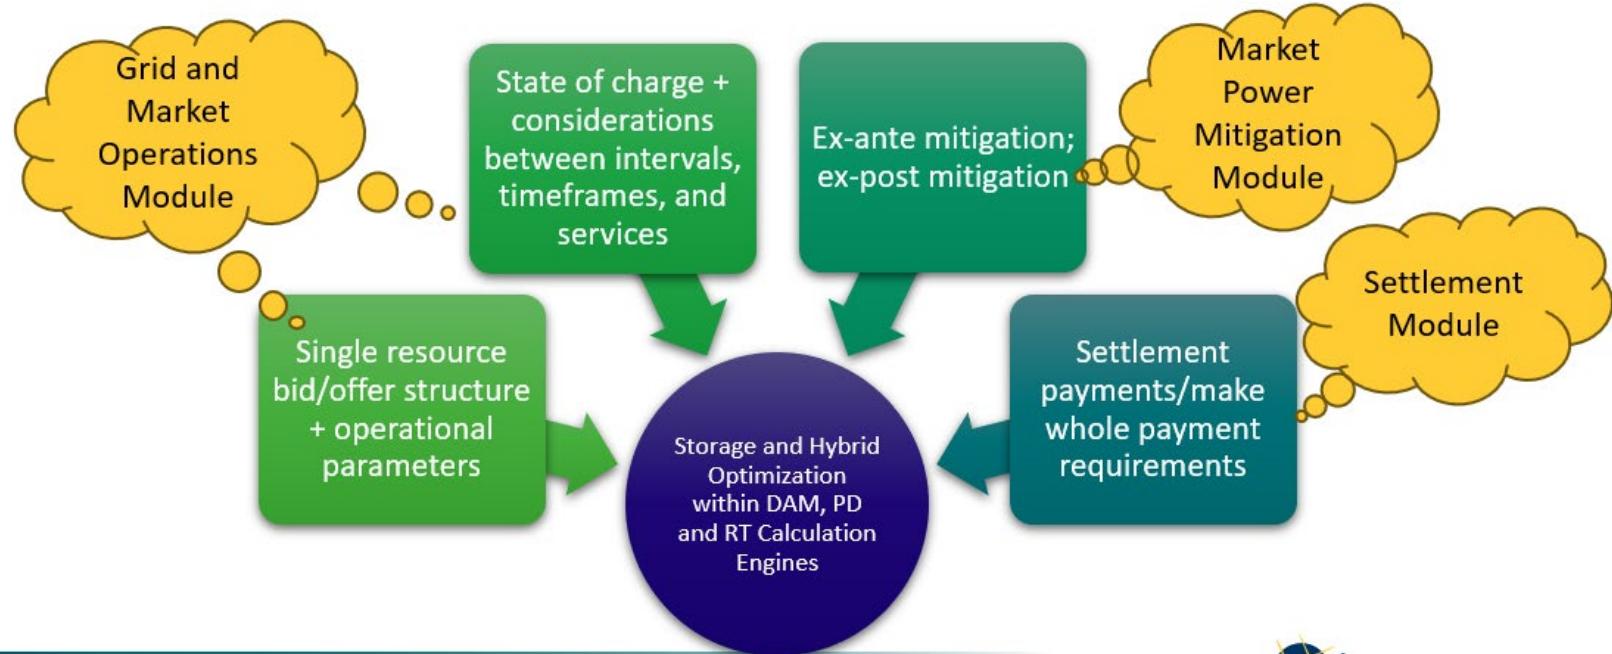 Grid and
Market
Operations
Module
State of charge +
considerations
between intervals,
timeframes, and
services
Ex-ante mitigation;
ex-post mitigation
Market
Power
Mitigation
Module
Settlement
Module
Single resource
bid/offer structure
+ operational
parameters
Settlement
payments/make
whole payment
requirements
Storage and Hybrid
Optimization
within DAM, PD
and RT Calculation
Engines